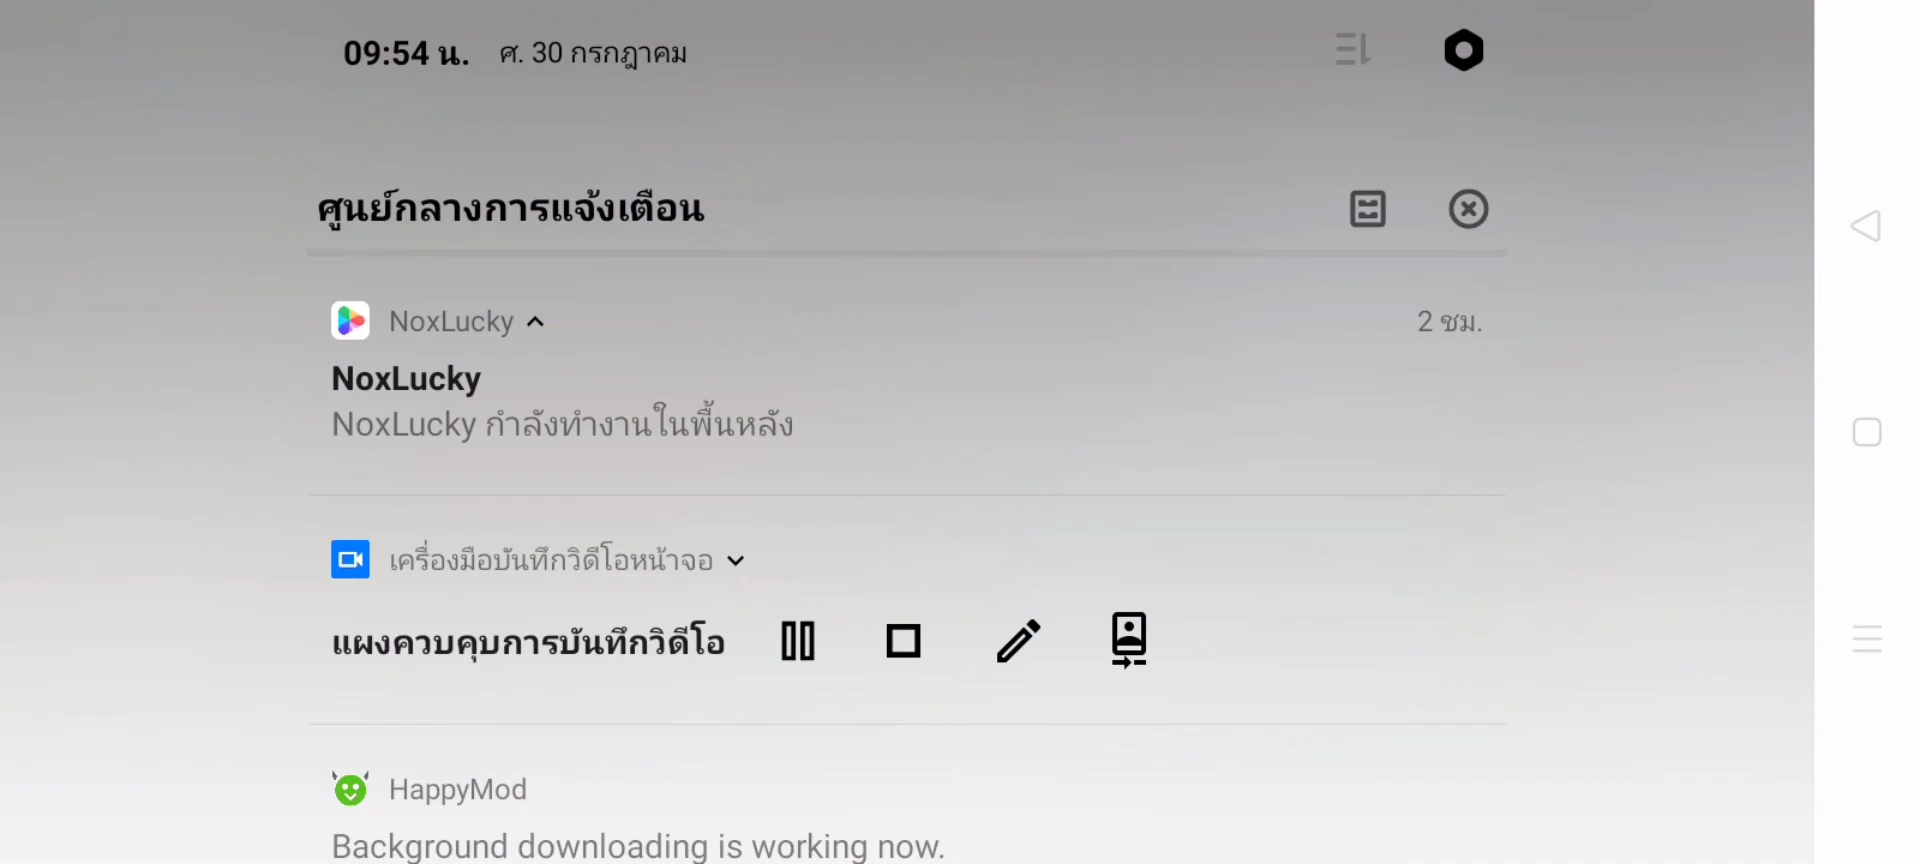 09:54 น. ศ. 30 กรกฎาคม
ศูนย์กลางการแจ้งเตือน
NoxLucky 2 ชม.
NoxLucky
NoxLucky กำลังทำงานในพื้นหลัง
เครื่องมือบันทึกวิดีโอหน้าจอ
แผงควบคุบการบันทึกวิดีโอ
HappyMod
Background downloading is working now.